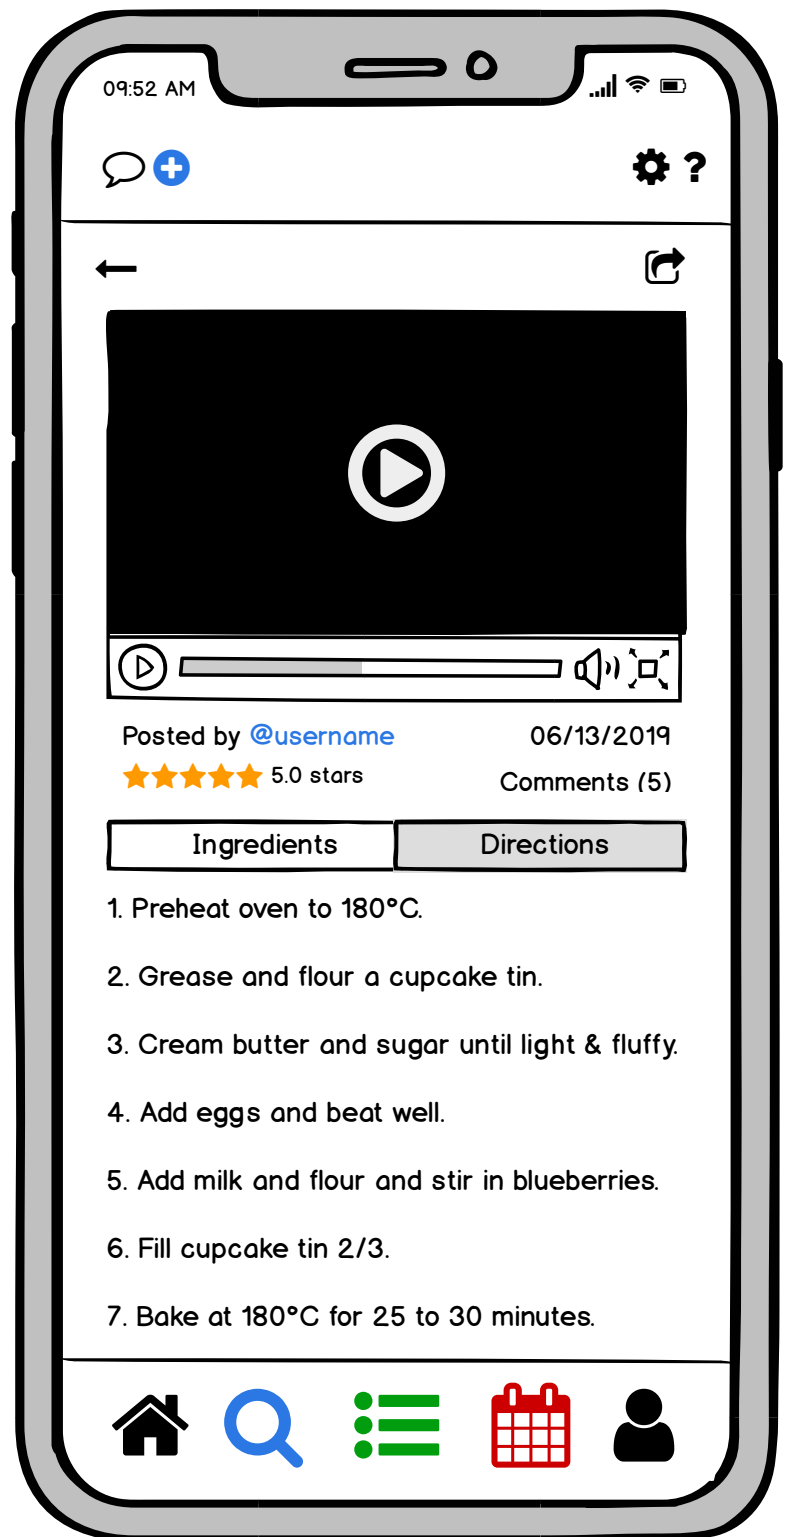 09:52 AM
?
Posted by @username 06/13/2019
5.0 stars Comments (5)
Ingredients Directions
1. Preheat oven to 180°C.
2. Grease and flour a cupcake tin.
3. Cream butter and sugar until light & fluffy.
4. Add eggs and beat well.
5. Add milk and flour and stir in blueberries.
6. Fill cupcake tin 2/3.
7. Bake at 180°C for 25 to 30 minutes.